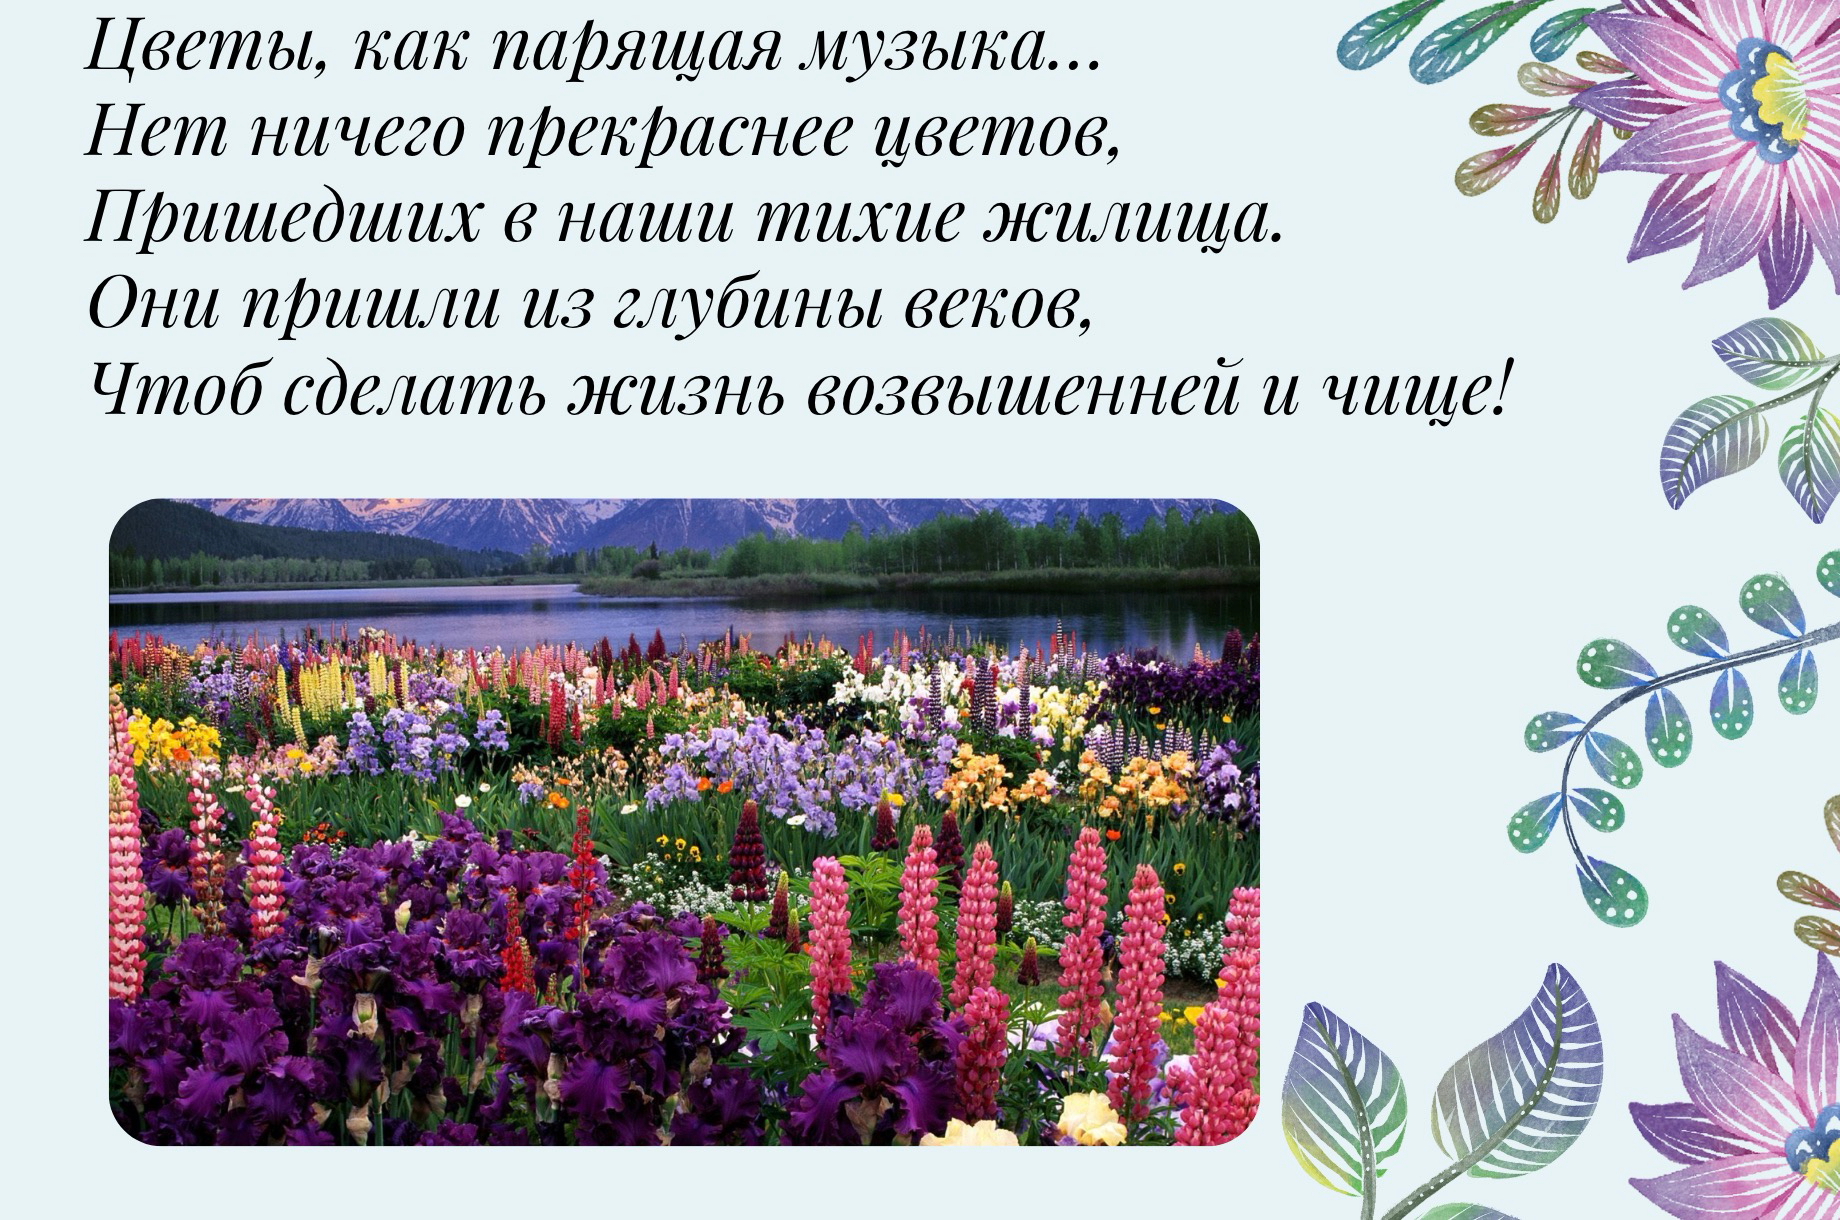 Цветы, как парящая музыка...
Нет ничего прекраснее цветов,
Пришедших в наши тихие жилища.
Они пришли из глубины веков,
Чтоб сделать жизнь возвышенней и чище!